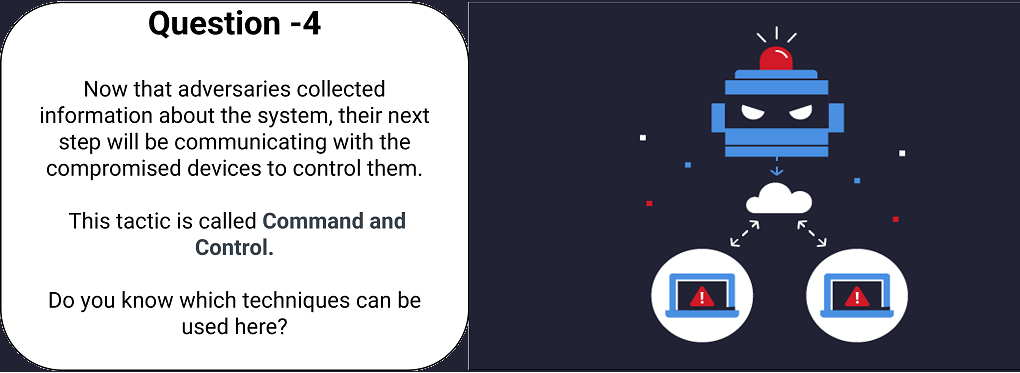 Question -4
Now that adversaries collected
information about the system, their next
step will be communicating with the
compromised devices to control them.
This tactic is called Command and
Control.
Do you know which techniques can be
used here?
!
!